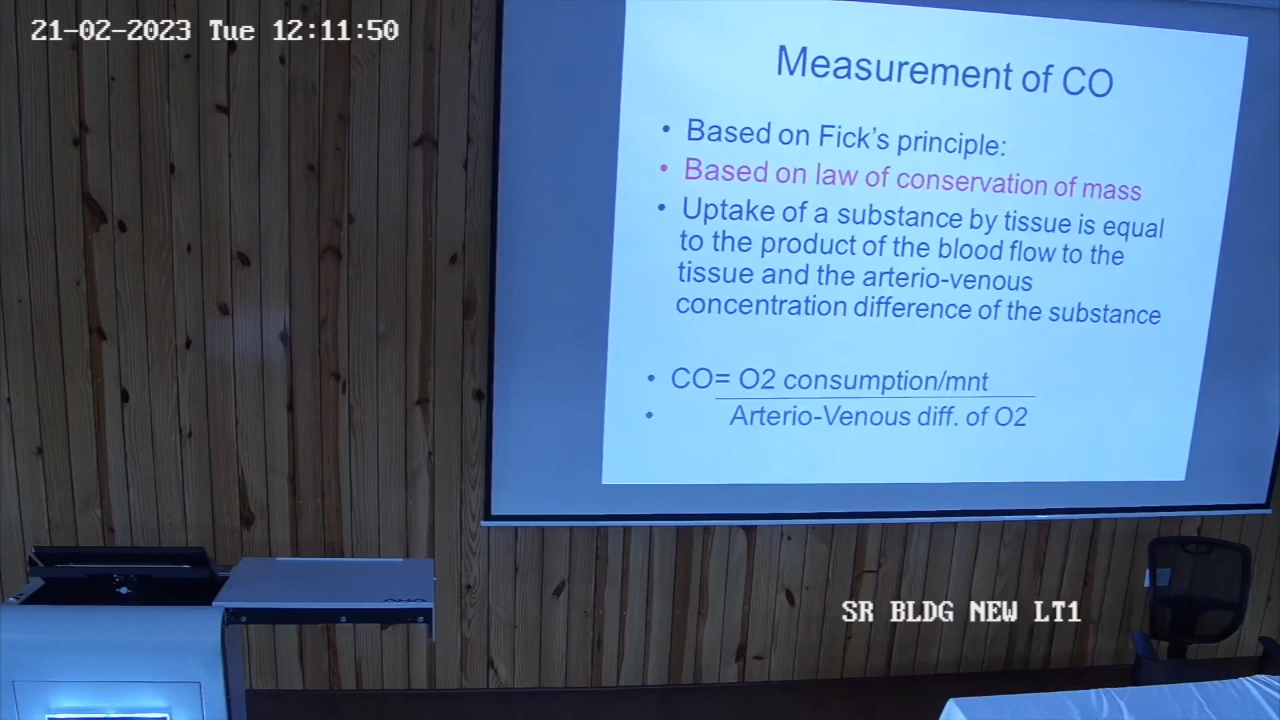 21-02-2023 Tue 12:11:50
Measurement of CO
• Based on Fick's principle:
• Based on law of conservation of mass
• Uptake of a substance by tissue is equal
to the product of the blood flow to the
tissue and the arterio-venous
concentration difference of the substance
• CO= O2 consumption/mnt
• Arterio-Venous diff. of O2
SR BLDG NEW LT1